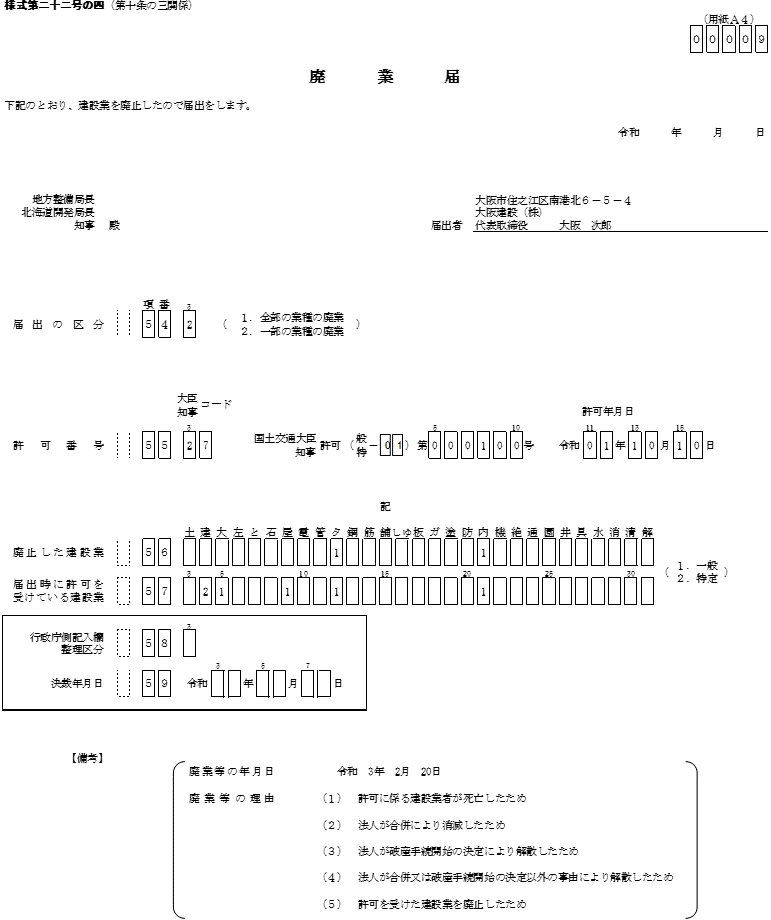 様式第二十二号の四（第十条の三関係）
（用紙Ａ４）
0 0 0 0 9
廃 業 届
下記のとおり、建設業を廃止したので届出をします。
令和 年 月 日
地方整備局長
北海道開発局長
知事 殿
大阪市住之江区南港北６－５－４
大阪建設（株）
届出者 代表取締役 大阪 次郎
項 番 3
届 出 の 区 分 5 4 2 （ 1．全部の業種の廃業
2．一部の業種の廃業 ）
大臣
知事 コード
許可年月日
3 5 10 11 13 15
許 可 番 号 5 5 2 7 国土交通大臣
知事 許可（ 般
特 － 0 1 ）第 0 0 0 1 0 0 号 令和 0 1 年 1 0 月 1 0 日
記
土 建 大 左 と 石 屋 電 管 タ 鋼 筋 舗 しゅ 板 ガ 塗 防 内 機 絶 通 園 井 具 水 消 清 解
廃止した建設業 5 6 1 1
3 5 10 15 20 25 30
届出時に許可を
受けている建設業 5 7 2 1 1 1 1
（ 1．一般
2．特定 ）
行政庁側記入欄
整理区分 5 8 3
3 5 7
決裁年月日 5 9 令和 年 月 日
【備考】
廃業等の年月日 令和 3年 2月 20日
廃業等の理由 （1） 許可に係る建設業者が死亡したため
（2） 法人が合併により消滅したため
（3） 法人が破産手続開始の決定により解散したため
（4） 法人が合併又は破産手続開始の決定以外の事由により解散したため
（5） 許可を受けた建設業を廃止したため